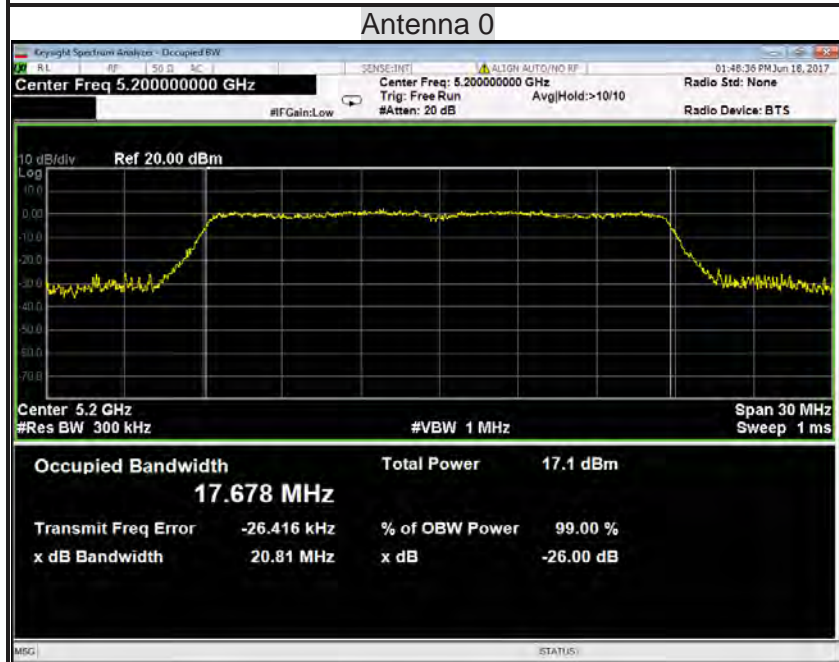 Antenna 0
Keysight Spectrum Analyzer - Occupied BW
RL RF 50 Ω AC SENSE:INT ALIGN AUTO/NO RF 01:48:36 PM Jun 18, 2017
Center Freq 5.200000000 GHz Center Freq: 5.200000000 GHz Radio Std: None
Trig: Free Run Avg|Hold:>10/10
#IFGain:Low #Atten: 20 dB Radio Device: BTS
10 dB/div Ref 20.00 dBm
Log
10.0
0.00
-10.0
-20.0
-30.0
-40.0
-50.0
-60.0
-70.0
Center 5.2 GHz Span 30 MHz
#Res BW 300 kHz #VBW 1 MHz Sweep 1 ms
Occupied Bandwidth Total Power 17.1 dBm
17.678 MHz
Transmit Freq Error -26.416 kHz % of OBW Power 99.00 %
x dB Bandwidth 20.81 MHz x dB -26.00 dB
MSG STATUS